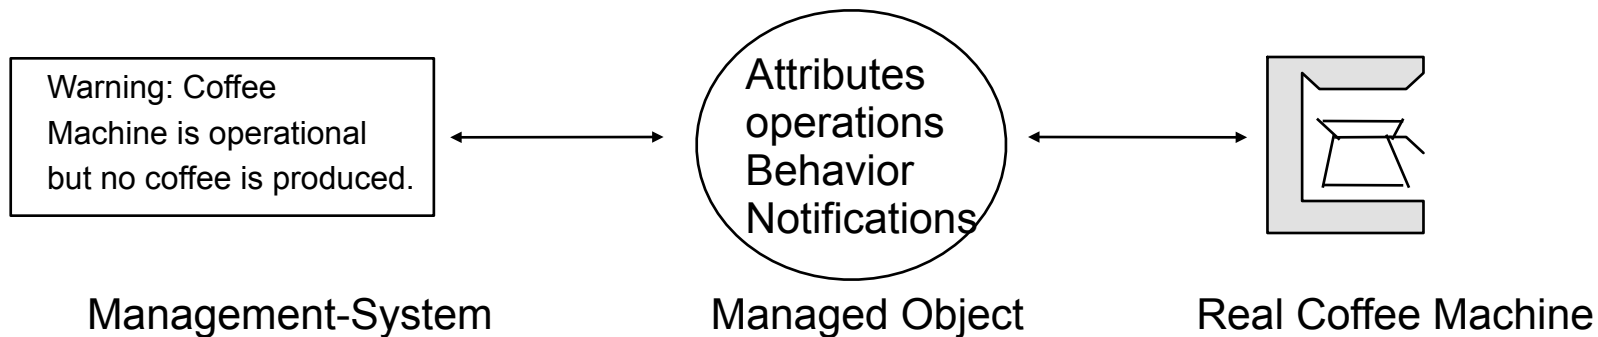 Warning: Coffee
Machine is operational
but no coffee is produced.
Attributes
operations
Behavior
Notifications
Management-System
Managed Object
Real Coffee Machine